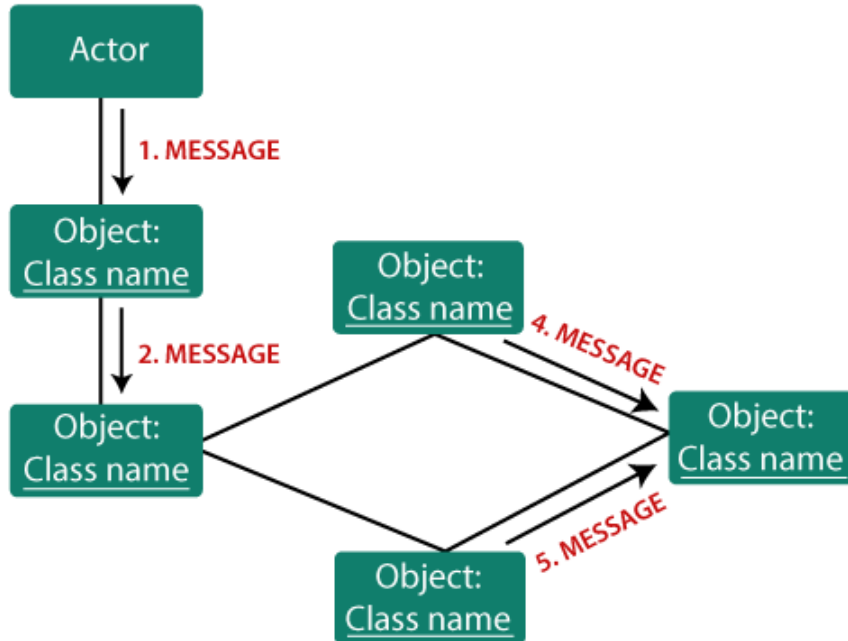 Actor
1. MESSAGE
Object:
Class name
2. MESSAGE
Object:
Class name
Object:
Class name
4. MESSAGE
Object:
Class name
5. MESSAGE
Object:
Class name